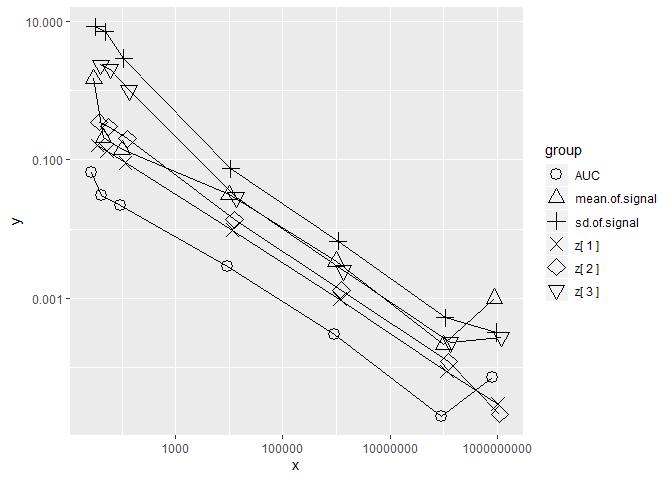 10.000
0.100
0.001
y
1000
100000
10000000
1000000000
x
group
AUC
mean.of.signal
sd.of.signal
z[ 1 ]
z[ 2 ]
z[ 3 ]